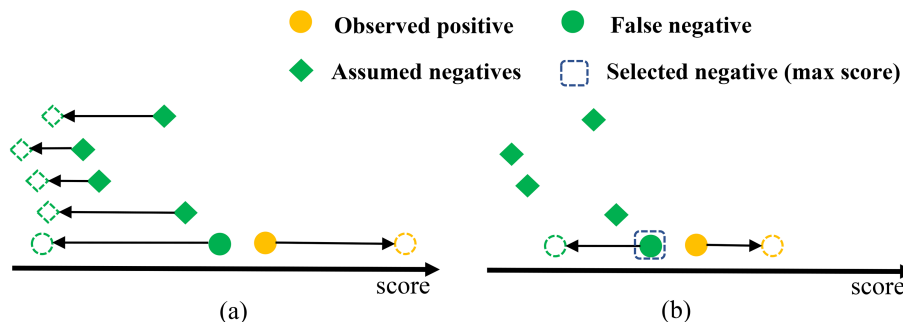 Observed positive
False negative
Assumed negatives
Selected negative (max score)
score
score
(a)
(b)